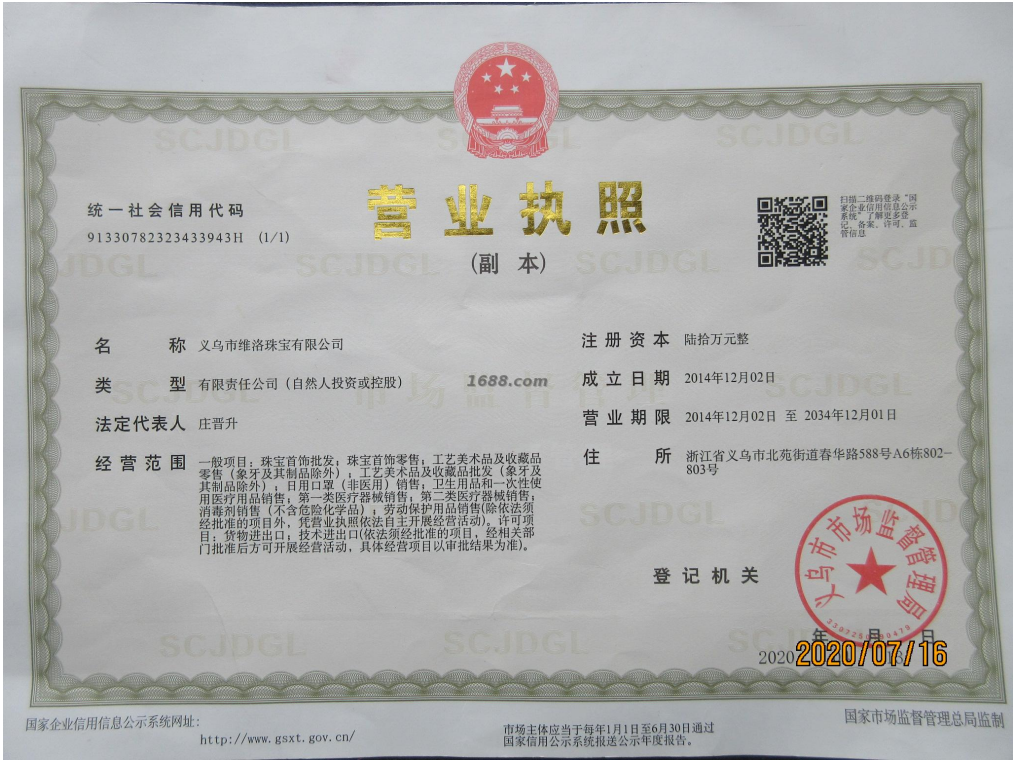 营业执照
(副 本)
统一社会信用代码
91330782323433943H (1/1)
扫描二维码登录“国
家企业信用信息公示
系统”了解更多登
记、备案、许可、监
管信息
名 称 义乌市维洛珠宝有限公司
类 型 有限责任公司（自然人投资或控股）
法定代表人 庄晋升
经营范围 一般项目：珠宝首饰批发；珠宝首饰零售；工艺美术品及收藏品
零售（象牙及其制品除外）；工艺美术品及收藏品批发（象牙及
其制品除外）；日用口罩（非医用）销售；卫生用品和一次性使
用医疗用品销售；第一类医疗器械销售；第二类医疗器械销售；
消毒剂销售（不含危险化学品）；劳动保护用品销售(除依法须
经批准的项目外，凭营业执照依法自主开展经营活动)。许可项
目：货物进出口；技术进出口(依法须经批准的项目，经相关部
门批准后方可开展经营活动，具体经营项目以审批结果为准)。
注册资本 陆拾万元整
成立日期 2014年12月02日
营业期限 2014年12月02日 至 2034年12月01日
住 所 浙江省义乌市北苑街道春华路588号A6栋802-
803号
1688.com
市场监督管理
SCJDGL
登记机关
义乌市市场监督管理局
年 月 日
2020
2020/07/16
国家企业信用信息公示系统网址：
http://www.gsxt.gov.cn/
市场主体应当于每年1月1日至6月30日通过
国家信用公示系统报送公示年度报告。
国家市场监督管理总局监制